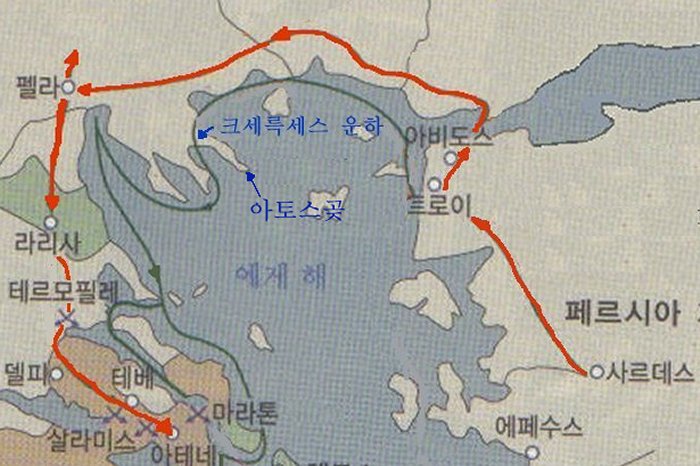 펠라
크세륵세스 운하
아비도스
아토스곶
트로이
라리사
에게 해
테르모필레
페르시아
델피
테베
사르데스
마라톤
살라미스
에페수스
아테네